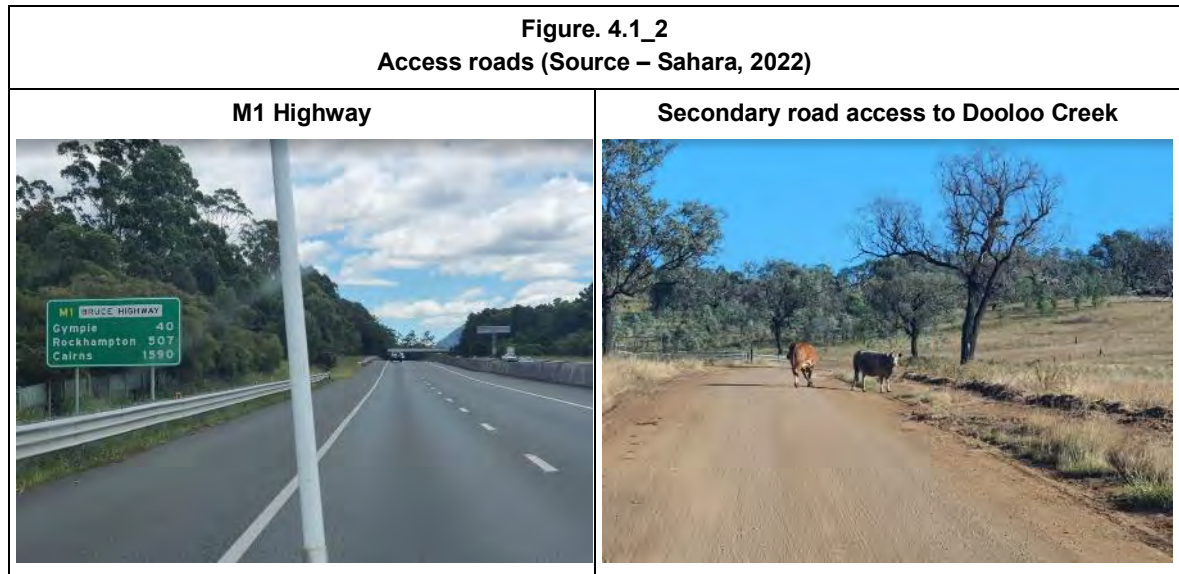 Figure. 4.1_2
Access roads (Source – Sahara, 2022)
M1 Highway
Secondary road access to Dooloo Creek
M1 BRUCE HIGHWAY
Gympie 40
Rockhampton 507
Cairns 1590